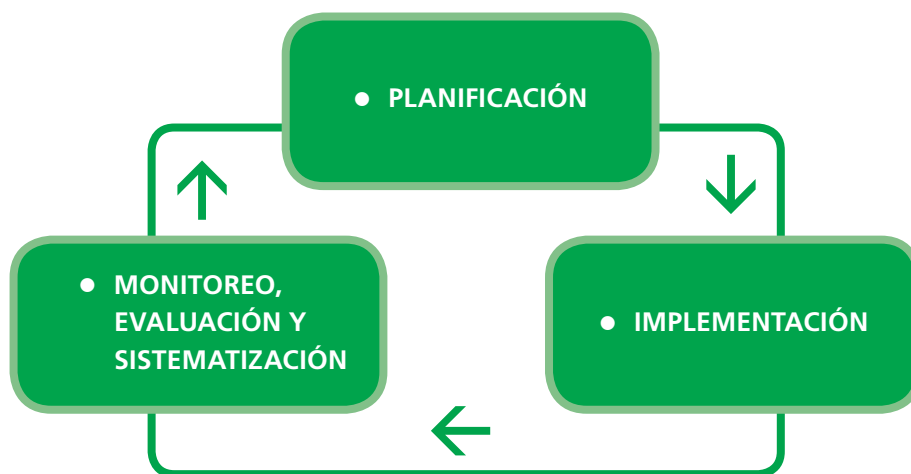 ● PLANIFICACIÓN
● MONITOREO,
EVALUACIÓN Y
SISTEMATIZACIÓN
● IMPLEMENTACIÓN